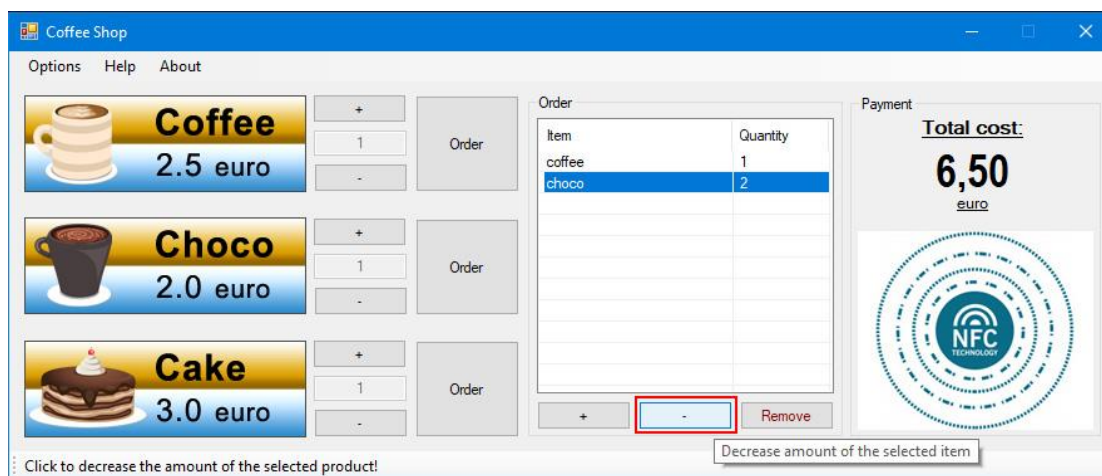 Coffee Shop
Options Help About
Coffee
2.5 euro
+
1
-
Order
Choco
2.0 euro
+
1
-
Order
Cake
3.0 euro
+
1
-
Order
Order
Item Quantity
coffee 1
choco 2
+ - Remove
Decrease amount of the selected item
Payment
Total cost:
6,50
euro
NFC
TECHNOLOGY
Click to decrease the amount of the selected product!